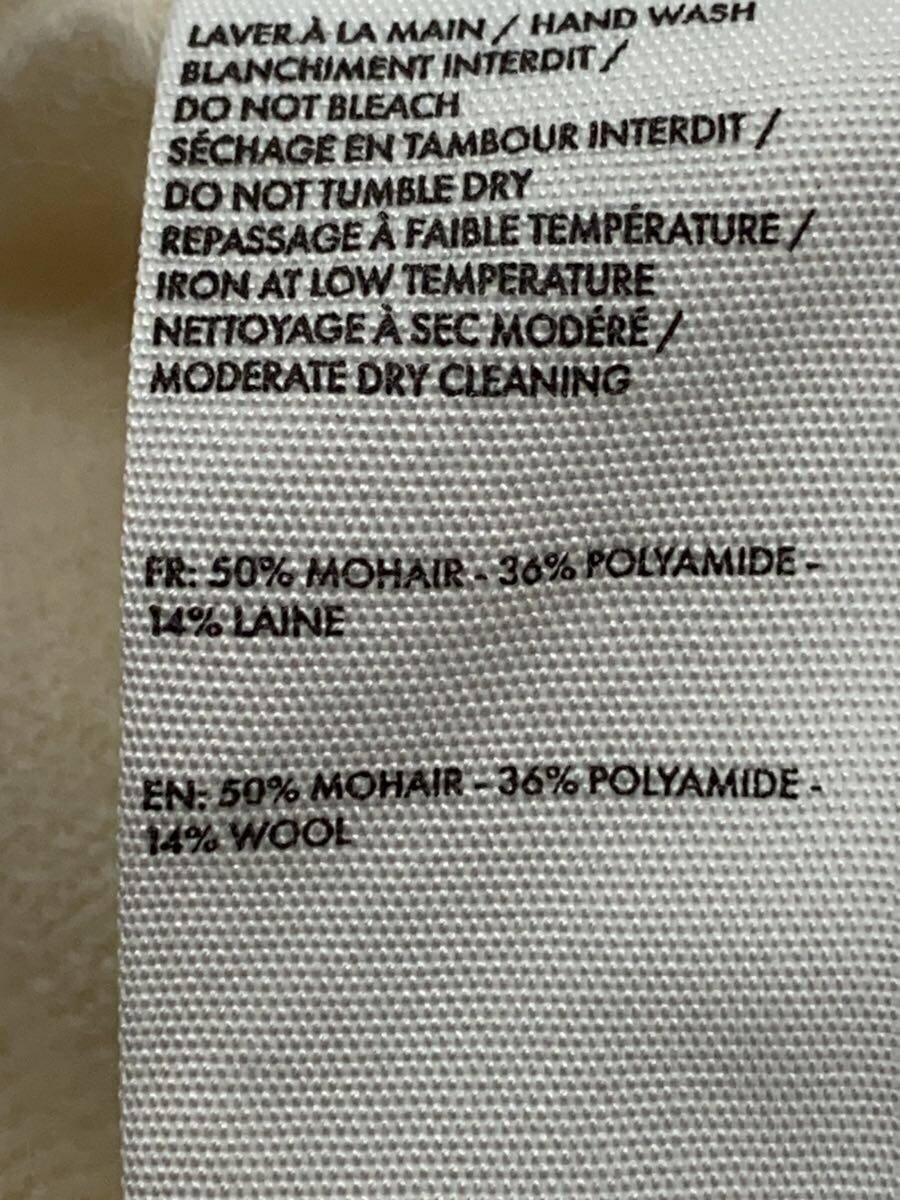 LAVER À LA MAIN / HAND WASH
BLANCHIMENT INTERDIT /
DO NOT BLEACH
SÉCHAGE EN TAMBOUR INTERDIT /
DO NOT TUMBLE DRY
REPASSAGE À FAIBLE TEMPÉRATURE /
IRON AT LOW TEMPERATURE
NETTOYAGE À SEC MODÉRÉ /
MODERATE DRY CLEANING
FR: 50% MOHAIR - 36% POLYAMIDE -
14% LAINE
EN: 50% MOHAIR - 36% POLYAMIDE -
14% WOOL